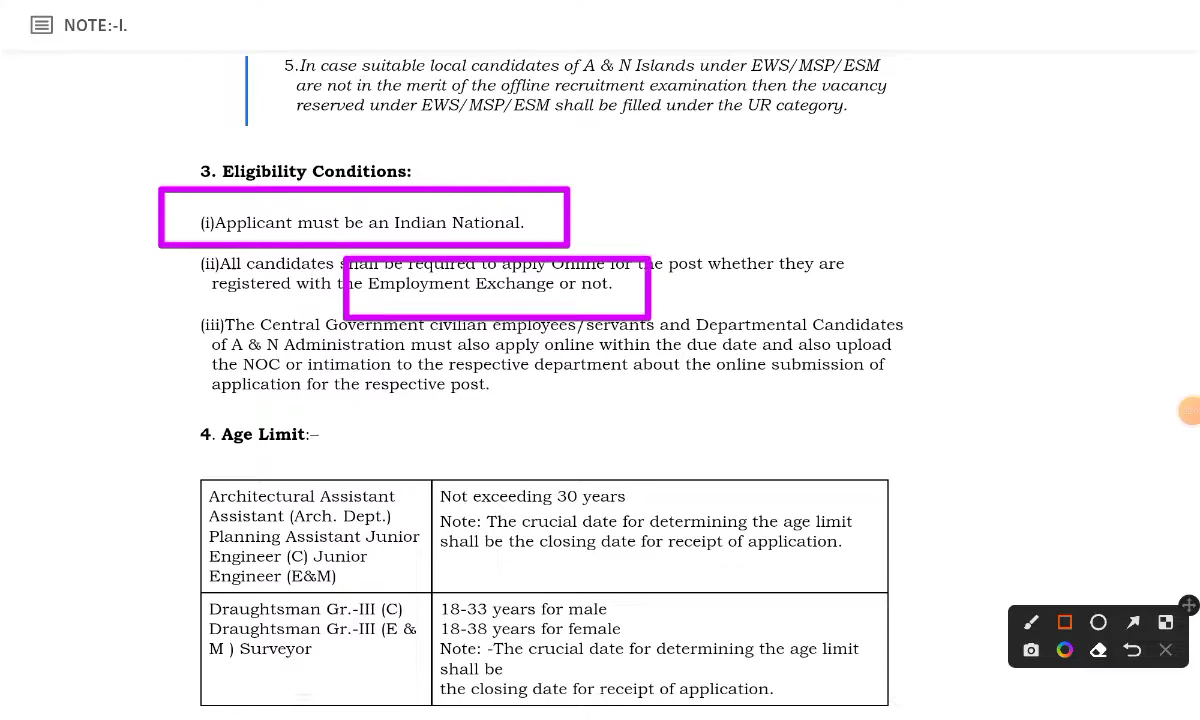 NOTE:-I.
5.In case suitable local candidates of A & N Islands under EWS/MSP/ESM
are not in the merit of the offline recruitment examination then the vacancy
reserved under EWS/MSP/ESM shall be filled under the UR category.
3. Eligibility Conditions:
(i)Applicant must be an Indian National.
(ii)All candidates shall be required to apply Online for the post whether they are
registered with the Employment Exchange or not.
(iii)The Central Government civilian employees/servants and Departmental Candidates
of A & N Administration must also apply online within the due date and also upload
the NOC or intimation to the respective department about the online submission of
application for the respective post.
4. Age Limit:–
Architectural Assistant
Assistant (Arch. Dept.)
Planning Assistant Junior
Engineer (C) Junior
Engineer (E&M)
Not exceeding 30 years
Note: The crucial date for determining the age limit
shall be the closing date for receipt of application.
Draughtsman Gr.-III (C)
Draughtsman Gr.-III (E &
M ) Surveyor
18-33 years for male
18-38 years for female
Note: -The crucial date for determining the age limit
shall be
the closing date for receipt of application.